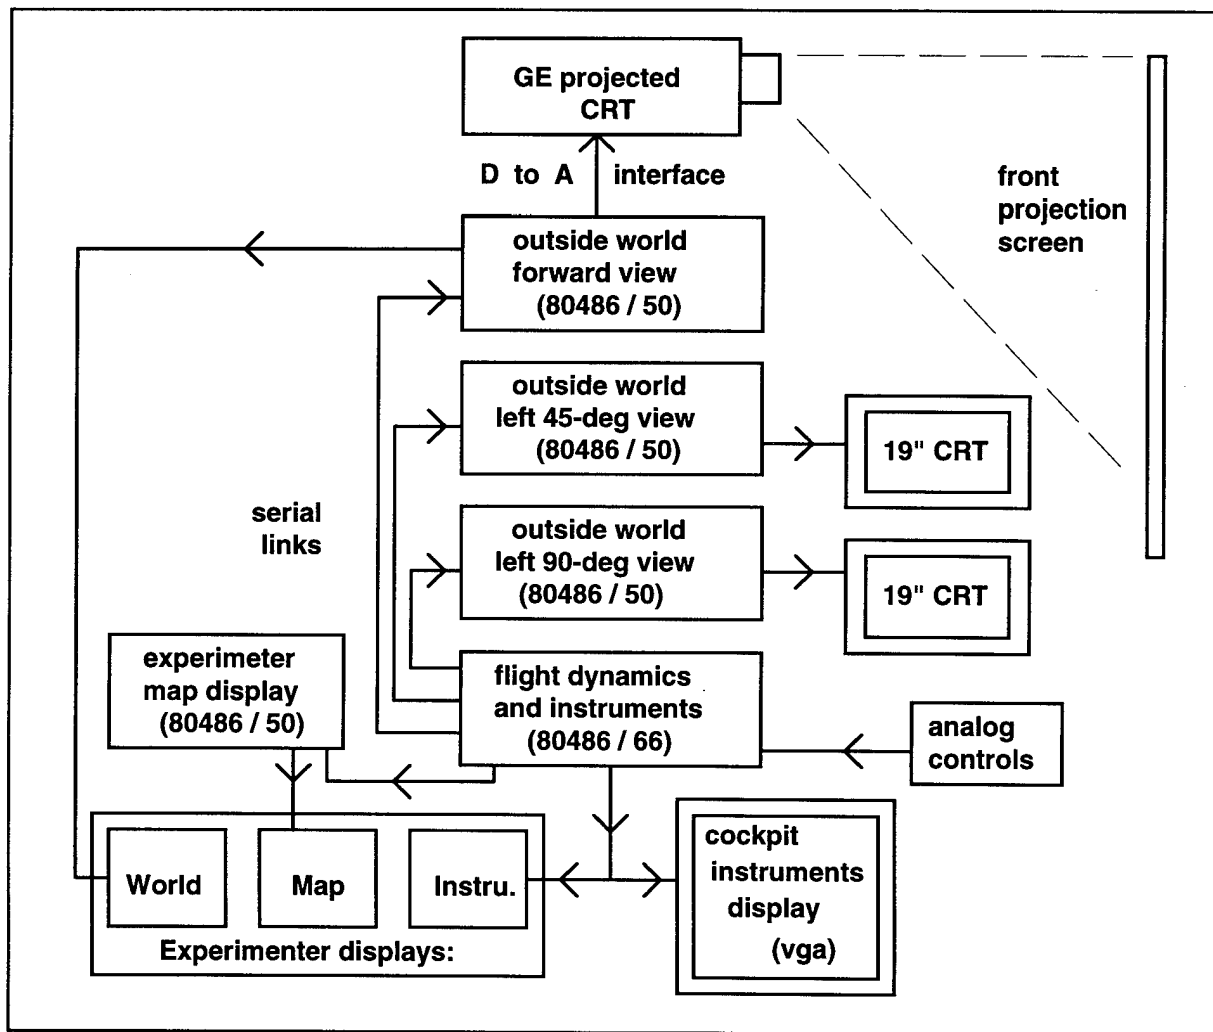 GE projected
CRT
D to A interface
front
projection
screen
outside world
forward view
(80486 / 50)
outside world
left 45-deg view
(80486 / 50)
19" CRT
serial
links
outside world
left 90-deg view
(80486 / 50)
19" CRT
experimeter
map display
(80486 / 50)
flight dynamics
and instruments
(80486 / 66)
analog
controls
World
Map
Instru.
Experimenter displays:
cockpit
instruments
display
(vga)